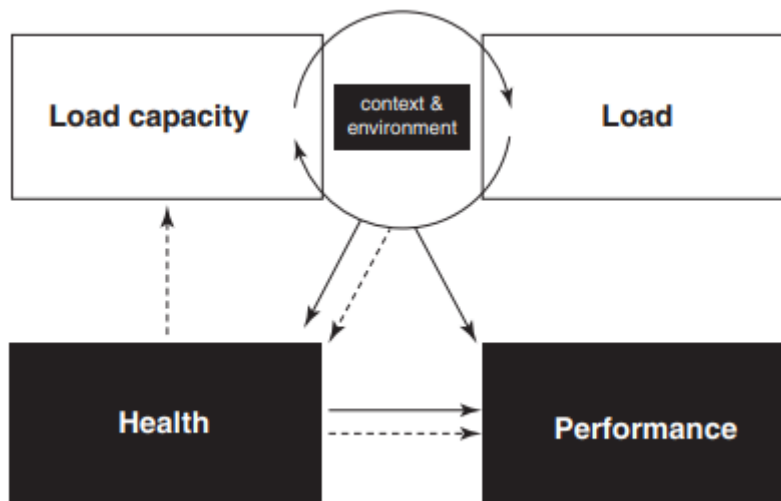 Load capacity
context &
environment
Load
Health
Performance